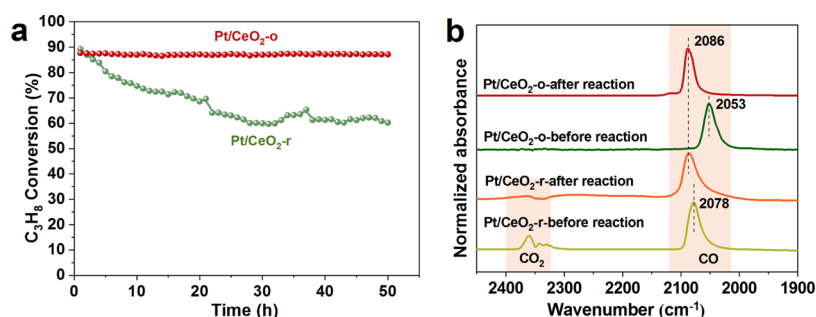 a
C₃H₈ Conversion (%)
100
90
80
70
60
50
40
30
20
10
0
Pt/CeO₂-o
Pt/CeO₂-r
0 10 20 30 40 50
Time (h)
b
Normalized absorbance
2086
Pt/CeO₂-o-after reaction
2053
Pt/CeO₂-o-before reaction
Pt/CeO₂-r-after reaction
2078
Pt/CeO₂-r-before reaction
CO₂ CO
2400 2300 2200 2100 2000 1900
Wavenumber (cm⁻¹)